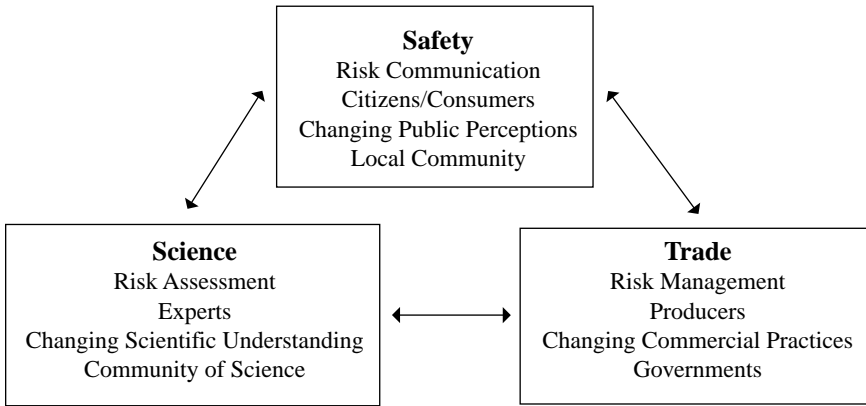 Safety
Risk Communication
Citizens/Consumers
Changing Public Perceptions
Local Community
Science
Risk Assessment
Experts
Changing Scientific Understanding
Community of Science
Trade
Risk Management
Producers
Changing Commercial Practices
Governments